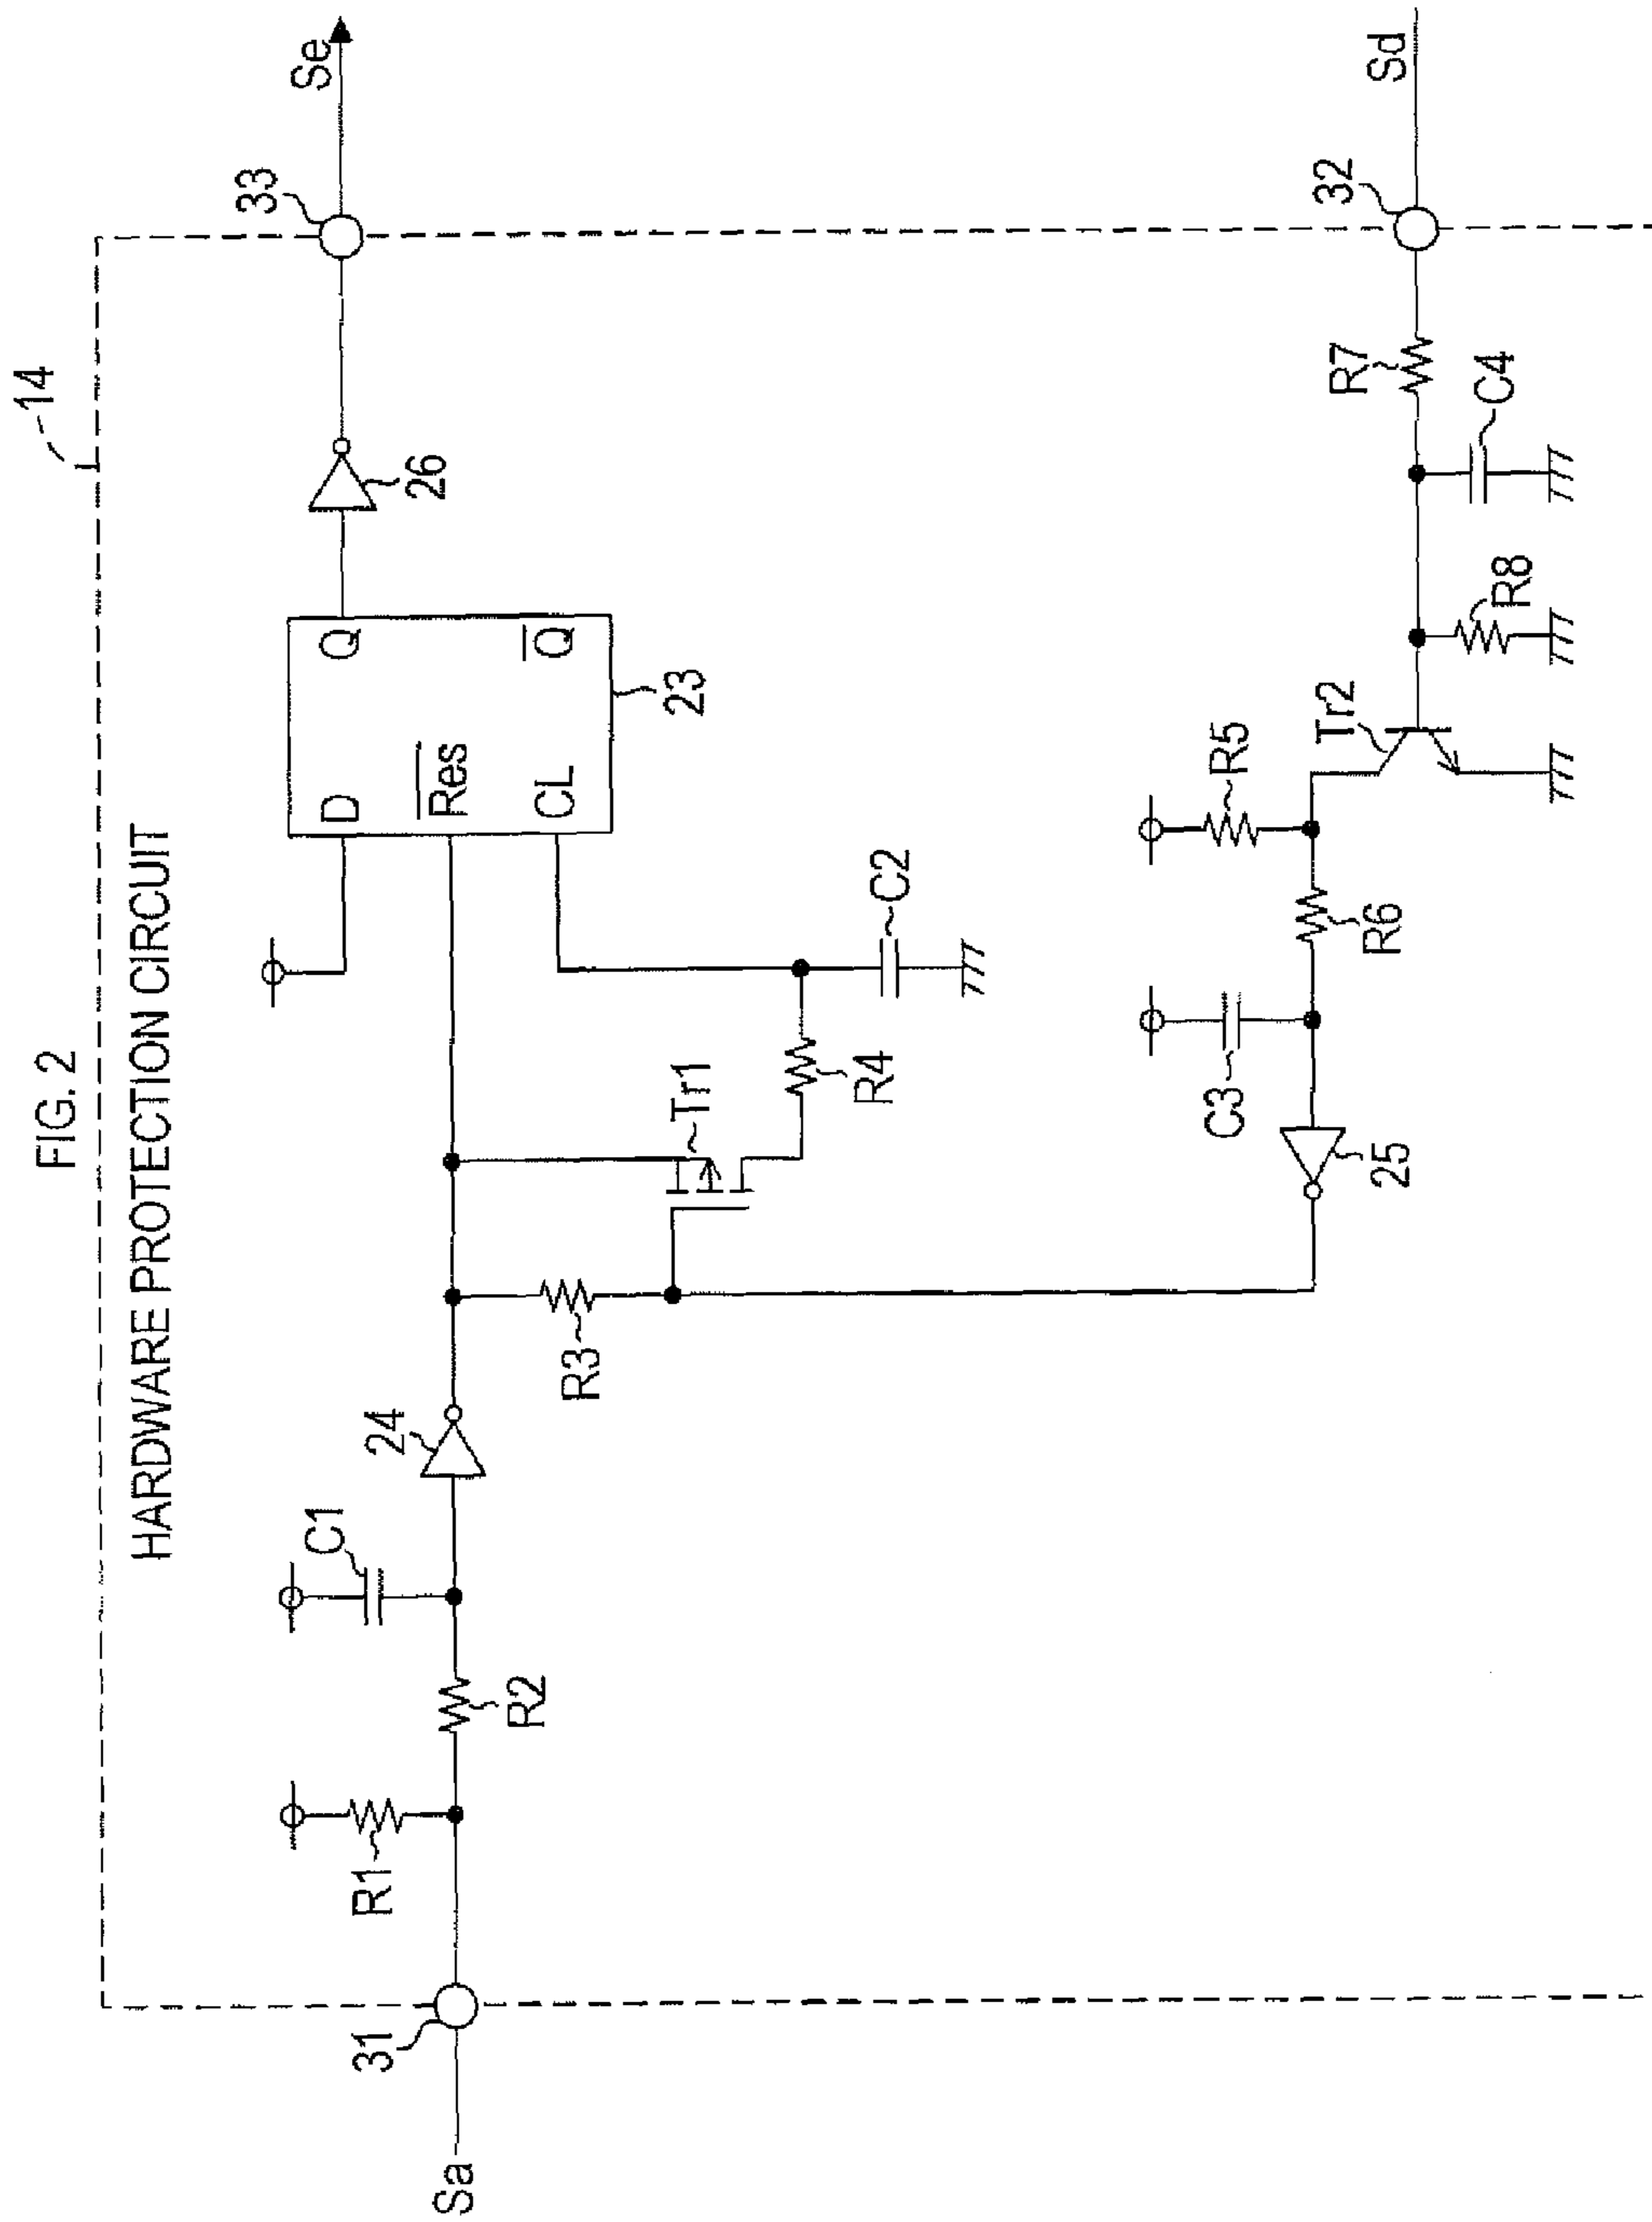 FIG. 2
14
HARDWARE PROTECTION CIRCUIT
Sa
31
R1
R2
C1
24
R3
Tr1
R4
C2
D
Q
Res
CL
Q
23
26
33
Se
25
C3
R6
R5
Tr2
R8
C4
R7
32
Sd